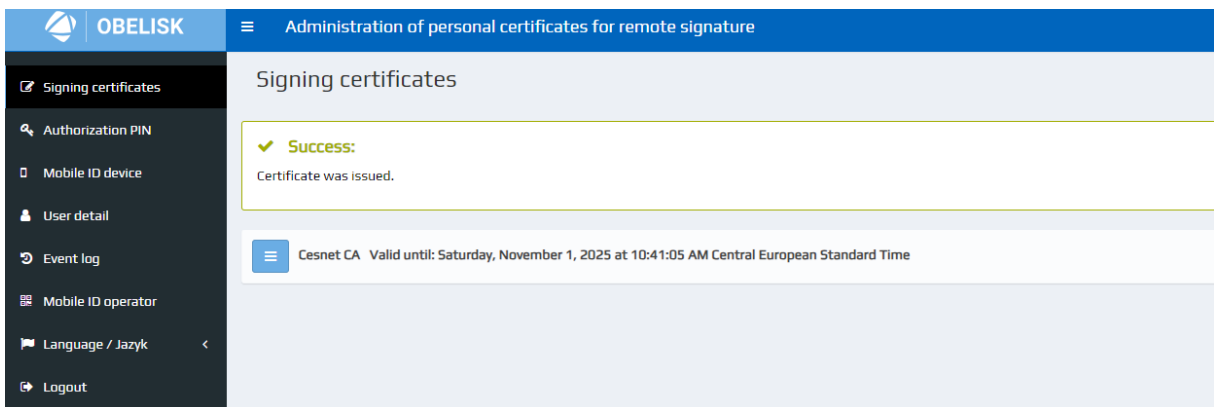 OBELISK
Administration of personal certificates for remote signature
Signing certificates
Authorization PIN
Mobile ID device
User detail
Event log
Mobile ID operator
Language / Jazyk
Logout
Signing certificates
Success:
Certificate was issued.
Cesnet CA Valid until: Saturday, November 1, 2025 at 10:41:05 AM Central European Standard Time